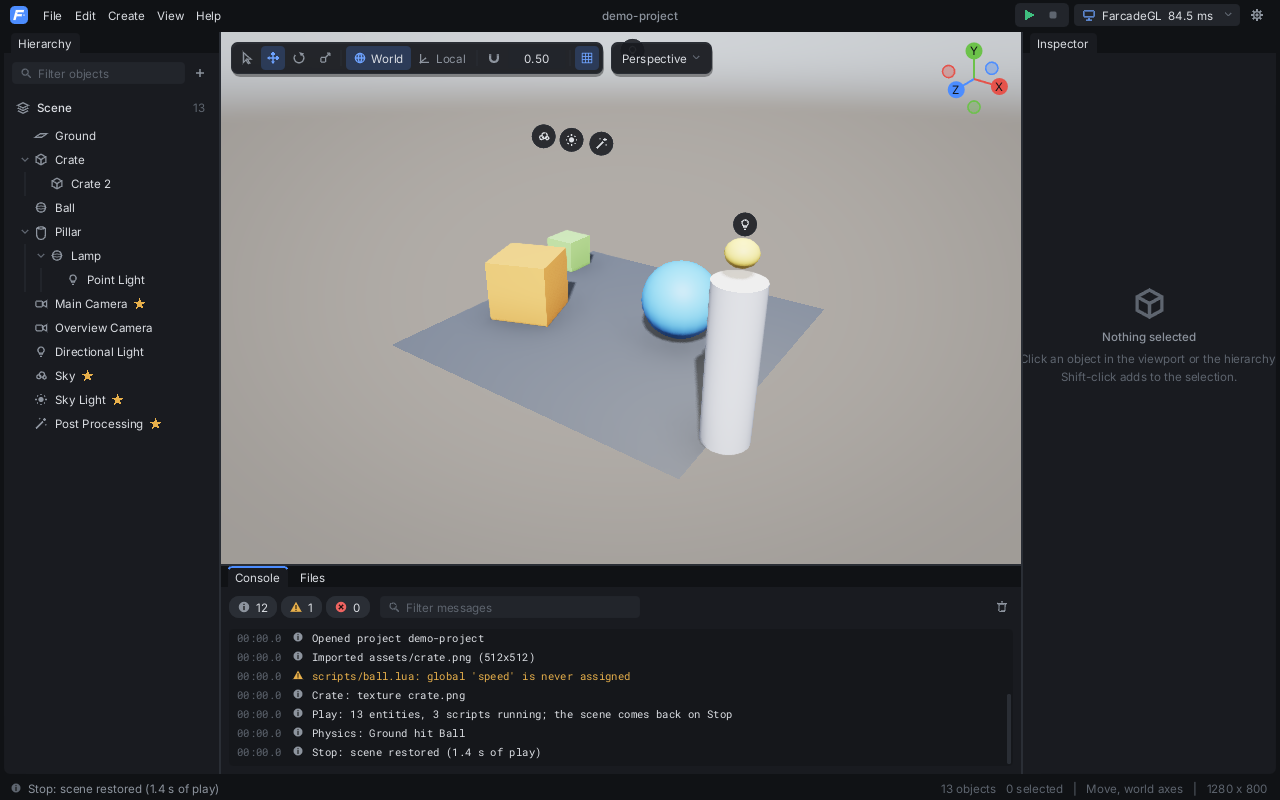 File Edit Create View Help
demo-project
FarcadeGL 84.5 ms
Hierarchy
Filter objects
Scene 13
Ground
Crate
Crate 2
Ball
Pillar
Lamp
Point Light
Main Camera
Overview Camera
Directional Light
Sky
Sky Light
Post Processing
World Local 0.50 Perspective
Y
X
Z
Inspector
Nothing selected
Click an object in the viewport or the hierarchy
Shift-click adds to the selection.
Console Files
12 1 0 Filter messages
00:00.0 Opened project demo-project
00:00.0 Imported assets/crate.png (512x512)
00:00.0 scripts/ball.lua: global 'speed' is never assigned
00:00.0 Crate: texture crate.png
00:00.0 Play: 13 entities, 3 scripts running; the scene comes back on Stop
00:00.0 Physics: Ground hit Ball
00:00.0 Stop: scene restored (1.4 s of play)
Stop: scene restored (1.4 s of play)
13 objects 0 selected | Move, world axes | 1280 x 800